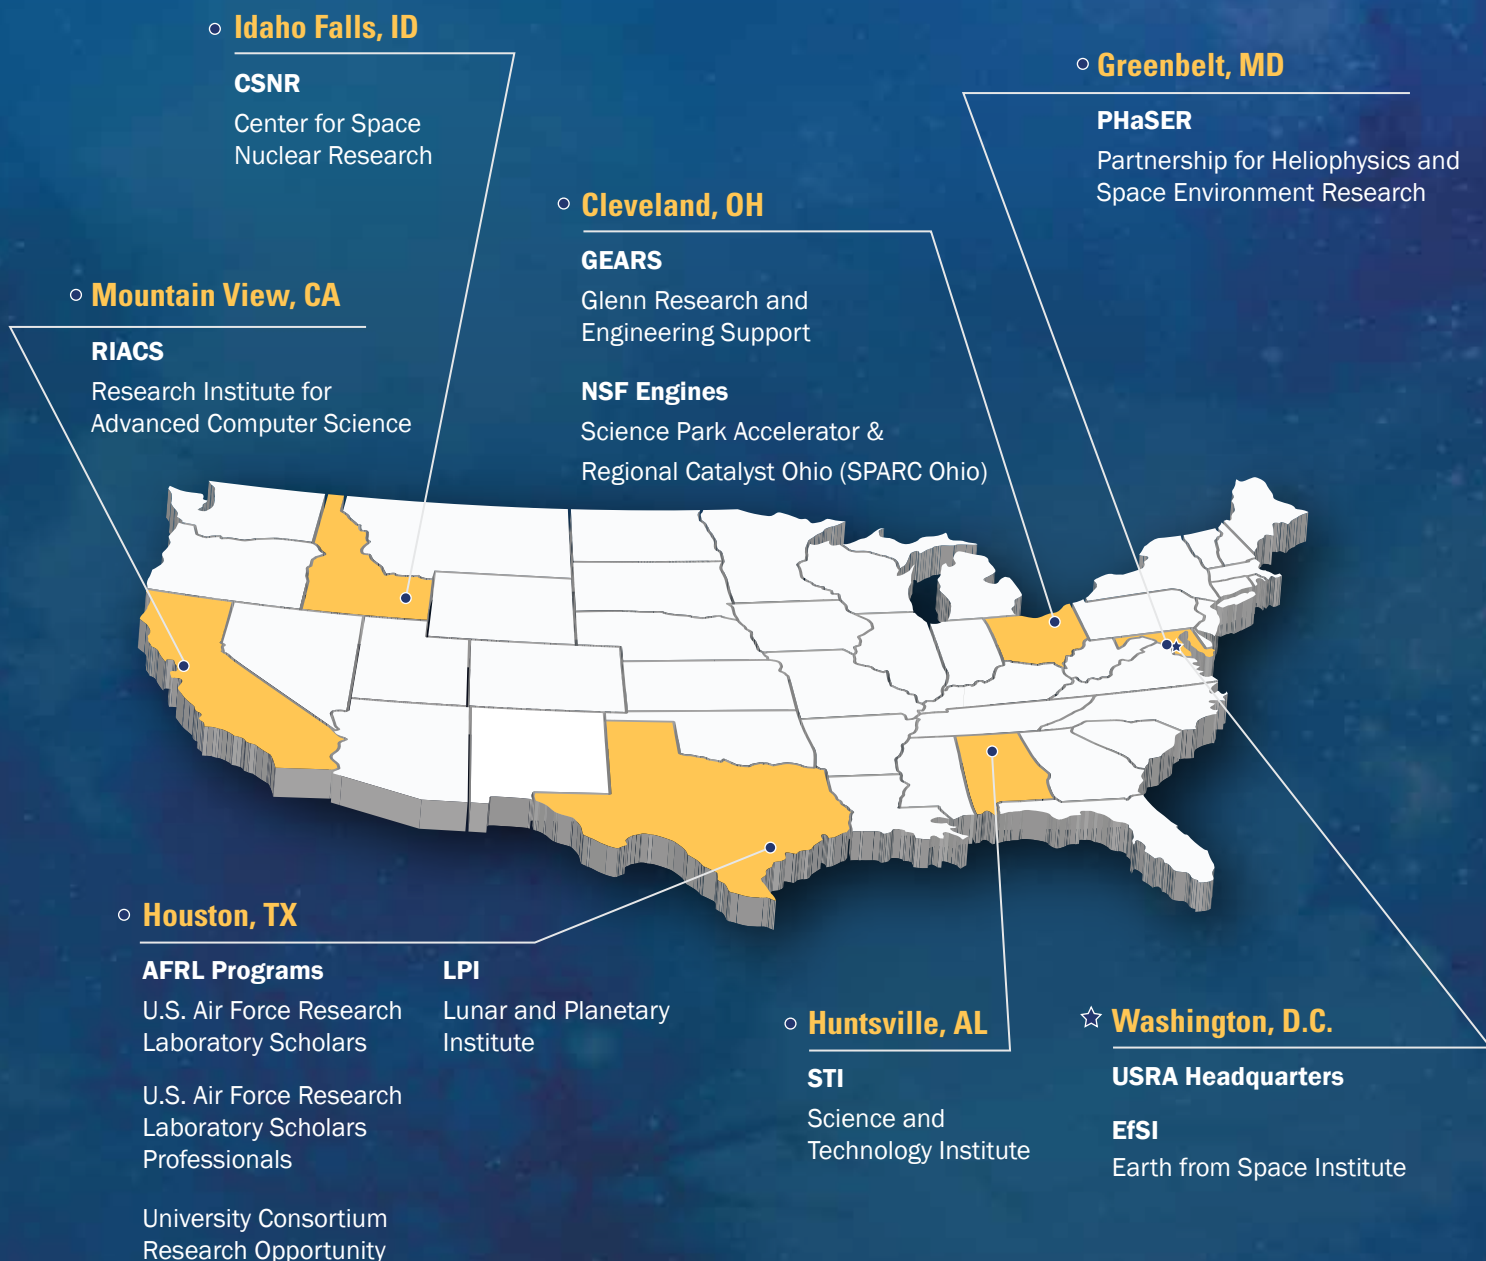 Idaho Falls, ID
CSNR
Center for Space
Nuclear Research
Greenbelt, MD
PHaSER
Partnership for Heliophysics and
Space Environment Research
Cleveland, OH
GEARS
Glenn Research and
Engineering Support
NSF Engines
Science Park Accelerator &
Regional Catalyst Ohio (SPARC Ohio)
Mountain View, CA
RIACS
Research Institute for
Advanced Computer Science
Houston, TX
AFRL Programs
U.S. Air Force Research
Laboratory Scholars
U.S. Air Force Research
Laboratory Scholars
Professionals
University Consortium
Research Opportunity
LPI
Lunar and Planetary
Institute
Huntsville, AL
STI
Science and
Technology Institute
Washington, D.C.
USRA Headquarters
EfSI
Earth from Space Institute